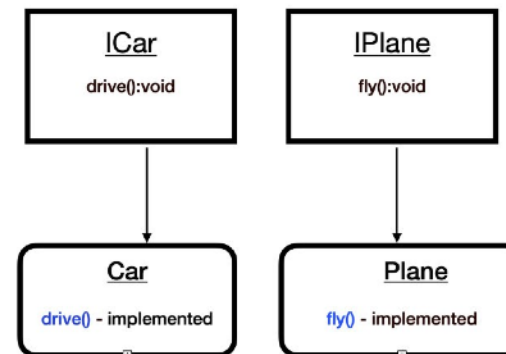 ICar
drive():void
IPlane
fly():void
Car
drive() - implemented
Plane
fly() - implemented